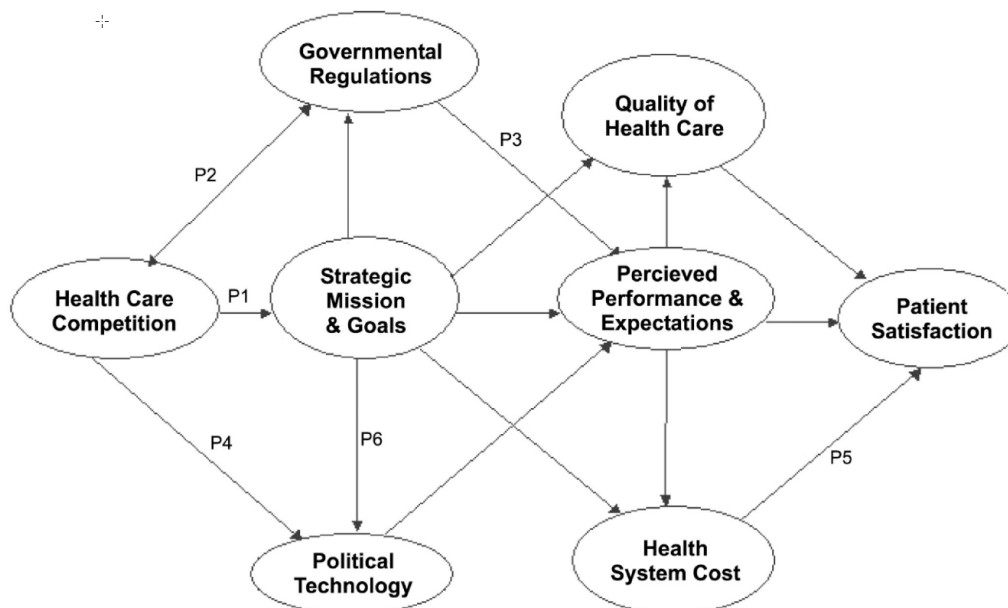 Governmental
Regulations
Quality of
Health Care
P3
P2
Health Care
Competition
P1
Strategic
Mission
& Goals
Percieved
Performance &
Expectations
Patient
Satisfaction
P4
P6
P5
Political
Technology
Health
System Cost